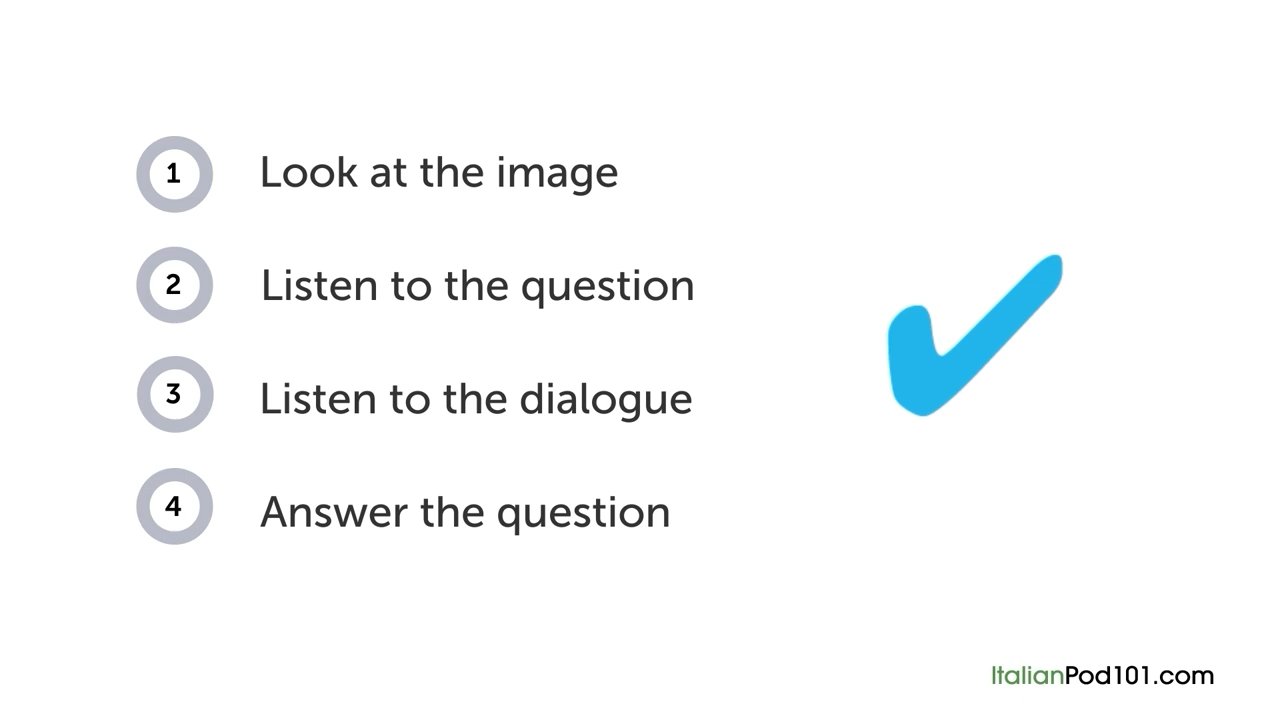 1 Look at the image
2 Listen to the question
3 Listen to the dialogue
4 Answer the question
ItalianPod101.com